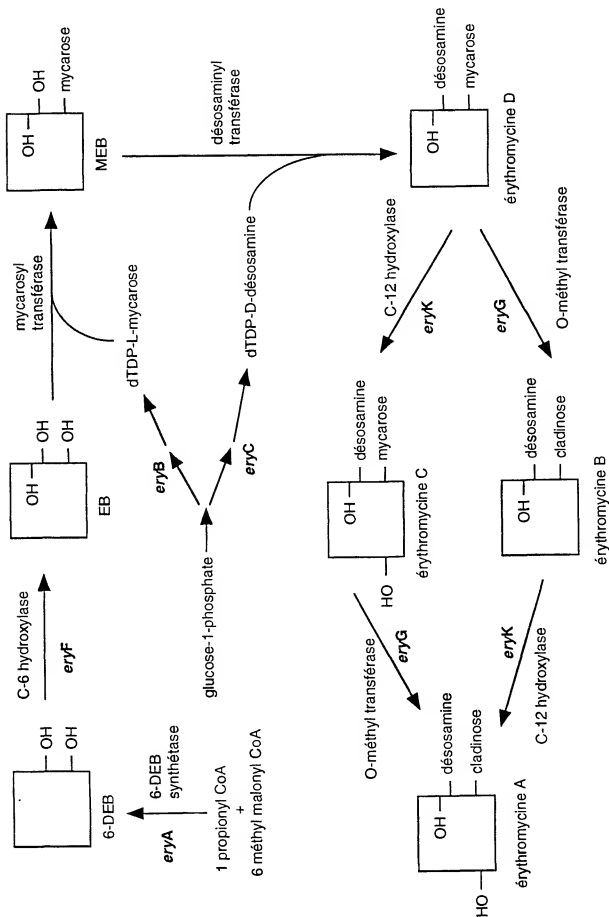 OH
OH
6-DEB
C-6 hydroxylase
eryF
OH
OH
OH
EB
mycarosyl
transférase
OH
OH
mycarose
MEB
eryA
6-DEB
synthétase
1 propionyl CoA
+
6 méthyl malonyl CoA
glucose-1-phosphate
eryB
eryC
dTDP-L-mycarose
dTDP-D-désosamine
désosaminyl
transférase
OH
désosamine
mycarose
érythromycine D
C-12 hydroxylase
eryK
eryG
O-méthyl transférase
OH
désosamine
mycarose
HO
érythromycine C
OH
désosamine
cladinose
érythromycine B
O-méthyl transférase
eryG
eryK
C-12 hydroxylase
OH
désosamine
cladinose
HO
érythromycine A